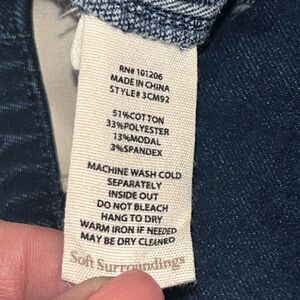 RN# 101206
MADE IN CHINA
STYLE# 3CM92
51%COTTON
33%POLYESTER
13%MODAL
3%SPANDEX
MACHINE WASH COLD
SEPARATELY
INSIDE OUT
DO NOT BLEACH
HANG TO DRY
WARM IRON IF NEEDED
MAY BE DRY CLEANED
Soft Surroundings